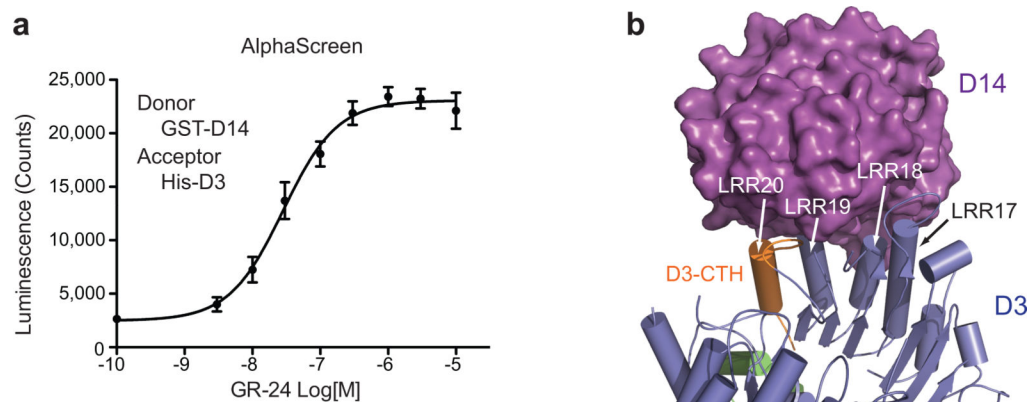 a
AlphaScreen
25,000
20,000
15,000
10,000
5,000
0
Luminescence (Counts)
Donor
GST-D14
Acceptor
His-D3
-10
-9
-8
-7
-6
-5
GR-24 Log[M]
b
D14
LRR20
LRR19
LRR18
LRR17
D3-CTH
D3